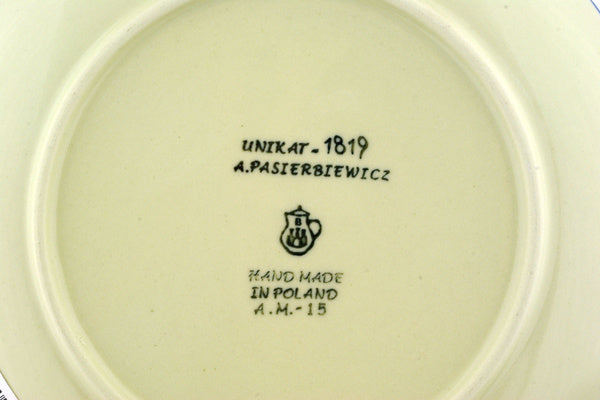 UNIKAT-1819
A.PASIERBIEWICZ
B
HAND MADE
IN POLAND
A.M.-15